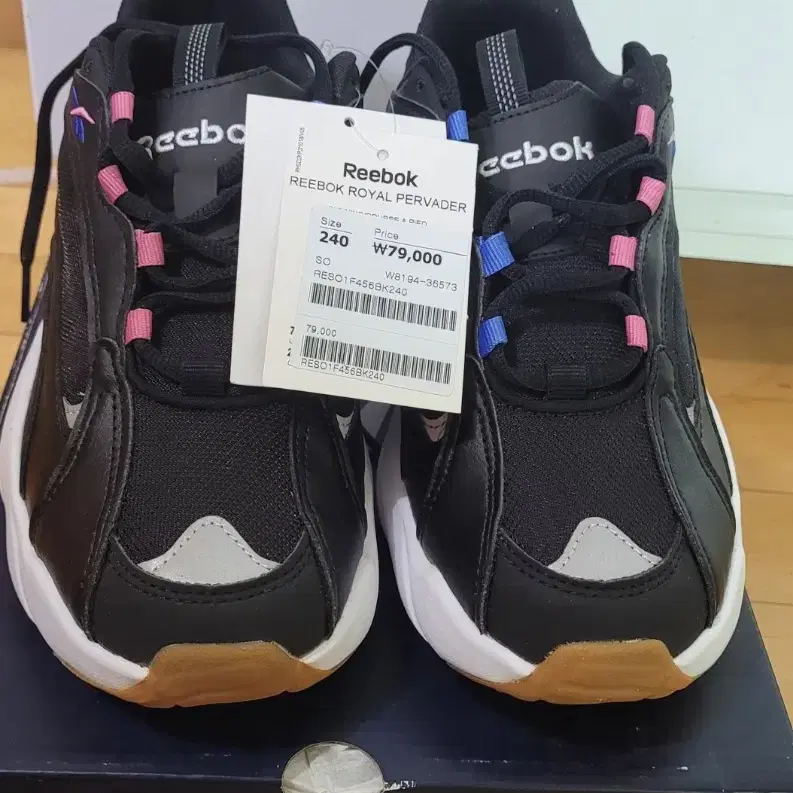 Reebok
Reebok
Reebok
REEBOK ROYAL PERVADER
Size
Price
240
₩79,000
SO
W8194-36573
RESO1F456BK240
79,000
RESO1F456BK240